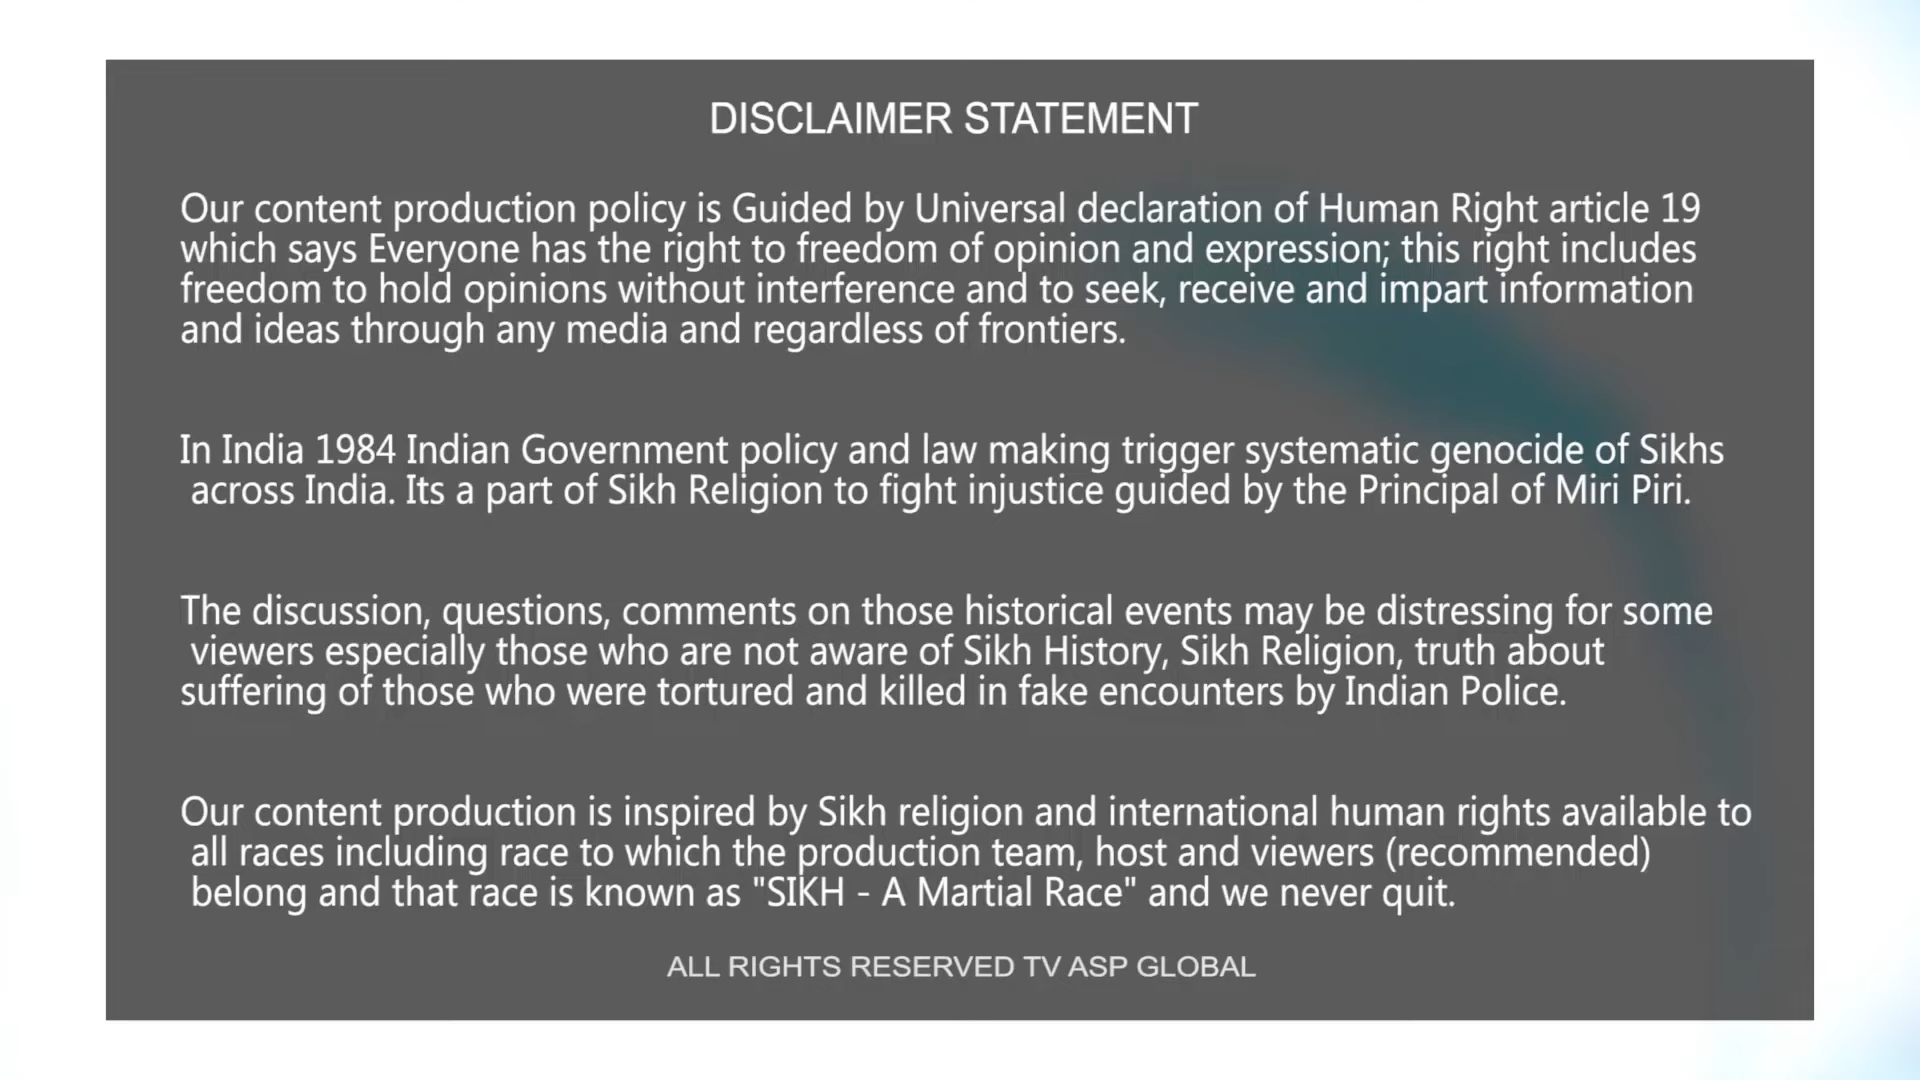 DISCLAIMER STATEMENT
Our content production policy is Guided by Universal declaration of Human Right article 19
which says Everyone has the right to freedom of opinion and expression; this right includes
freedom to hold opinions without interference and to seek, receive and impart information
and ideas through any media and regardless of frontiers.
In India 1984 Indian Government policy and law making trigger systematic genocide of Sikhs
across India. Its a part of Sikh Religion to fight injustice guided by the Principal of Miri Piri.
The discussion, questions, comments on those historical events may be distressing for some
viewers especially those who are not aware of Sikh History, Sikh Religion, truth about
suffering of those who were tortured and killed in fake encounters by Indian Police.
Our content production is inspired by Sikh religion and international human rights available to
all races including race to which the production team, host and viewers (recommended)
belong and that race is known as "SIKH - A Martial Race" and we never quit.
ALL RIGHTS RESERVED TV ASP GLOBAL